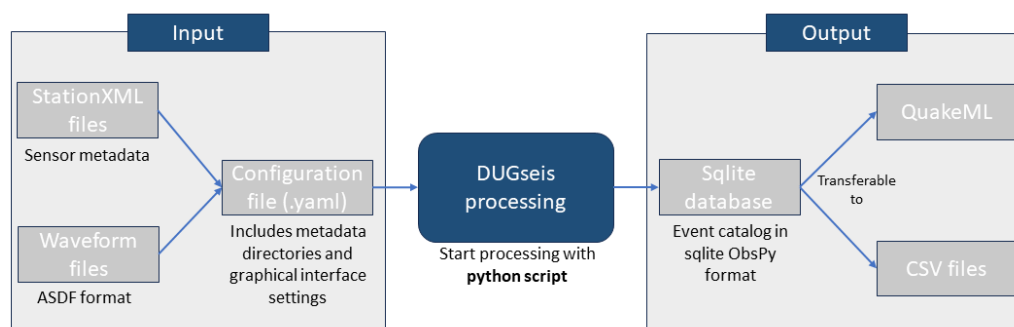 Input
StationXML
files
Sensor metadata
Waveform
files
ASDF format
Configuration
file (.yaml)
Includes metadata
directories and
graphical interface
settings
DUGseis
processing
Start processing with
python script
Output
Sqlite
database
Event catalog in
sqlite ObsPy
format
Transferable
to
QuakeML
CSV files